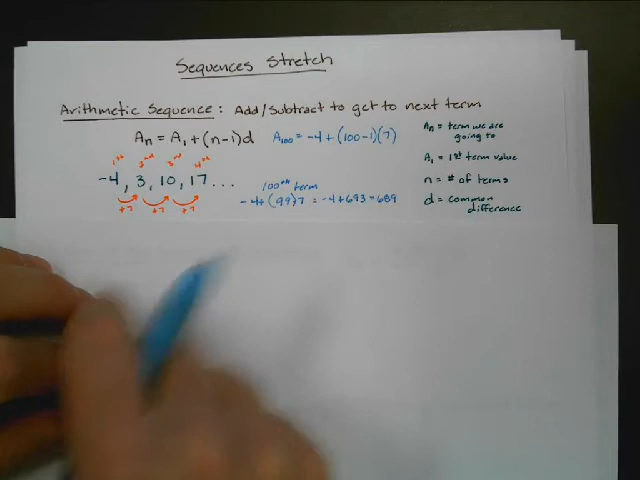 Sequences Stretch
Arithmetic Sequence: Add/Subtract to get to next term
An = A1 + (n-1)d
A100 = -4 + (100-1)(7)
An = term we are going to
1st 2nd 3rd 4th
A1 = 1st term value
-4, 3, 10, 17...
100th term
n = # of terms
+7 +7 +7
-4+(99)7 = -4+693=689
d = common difference